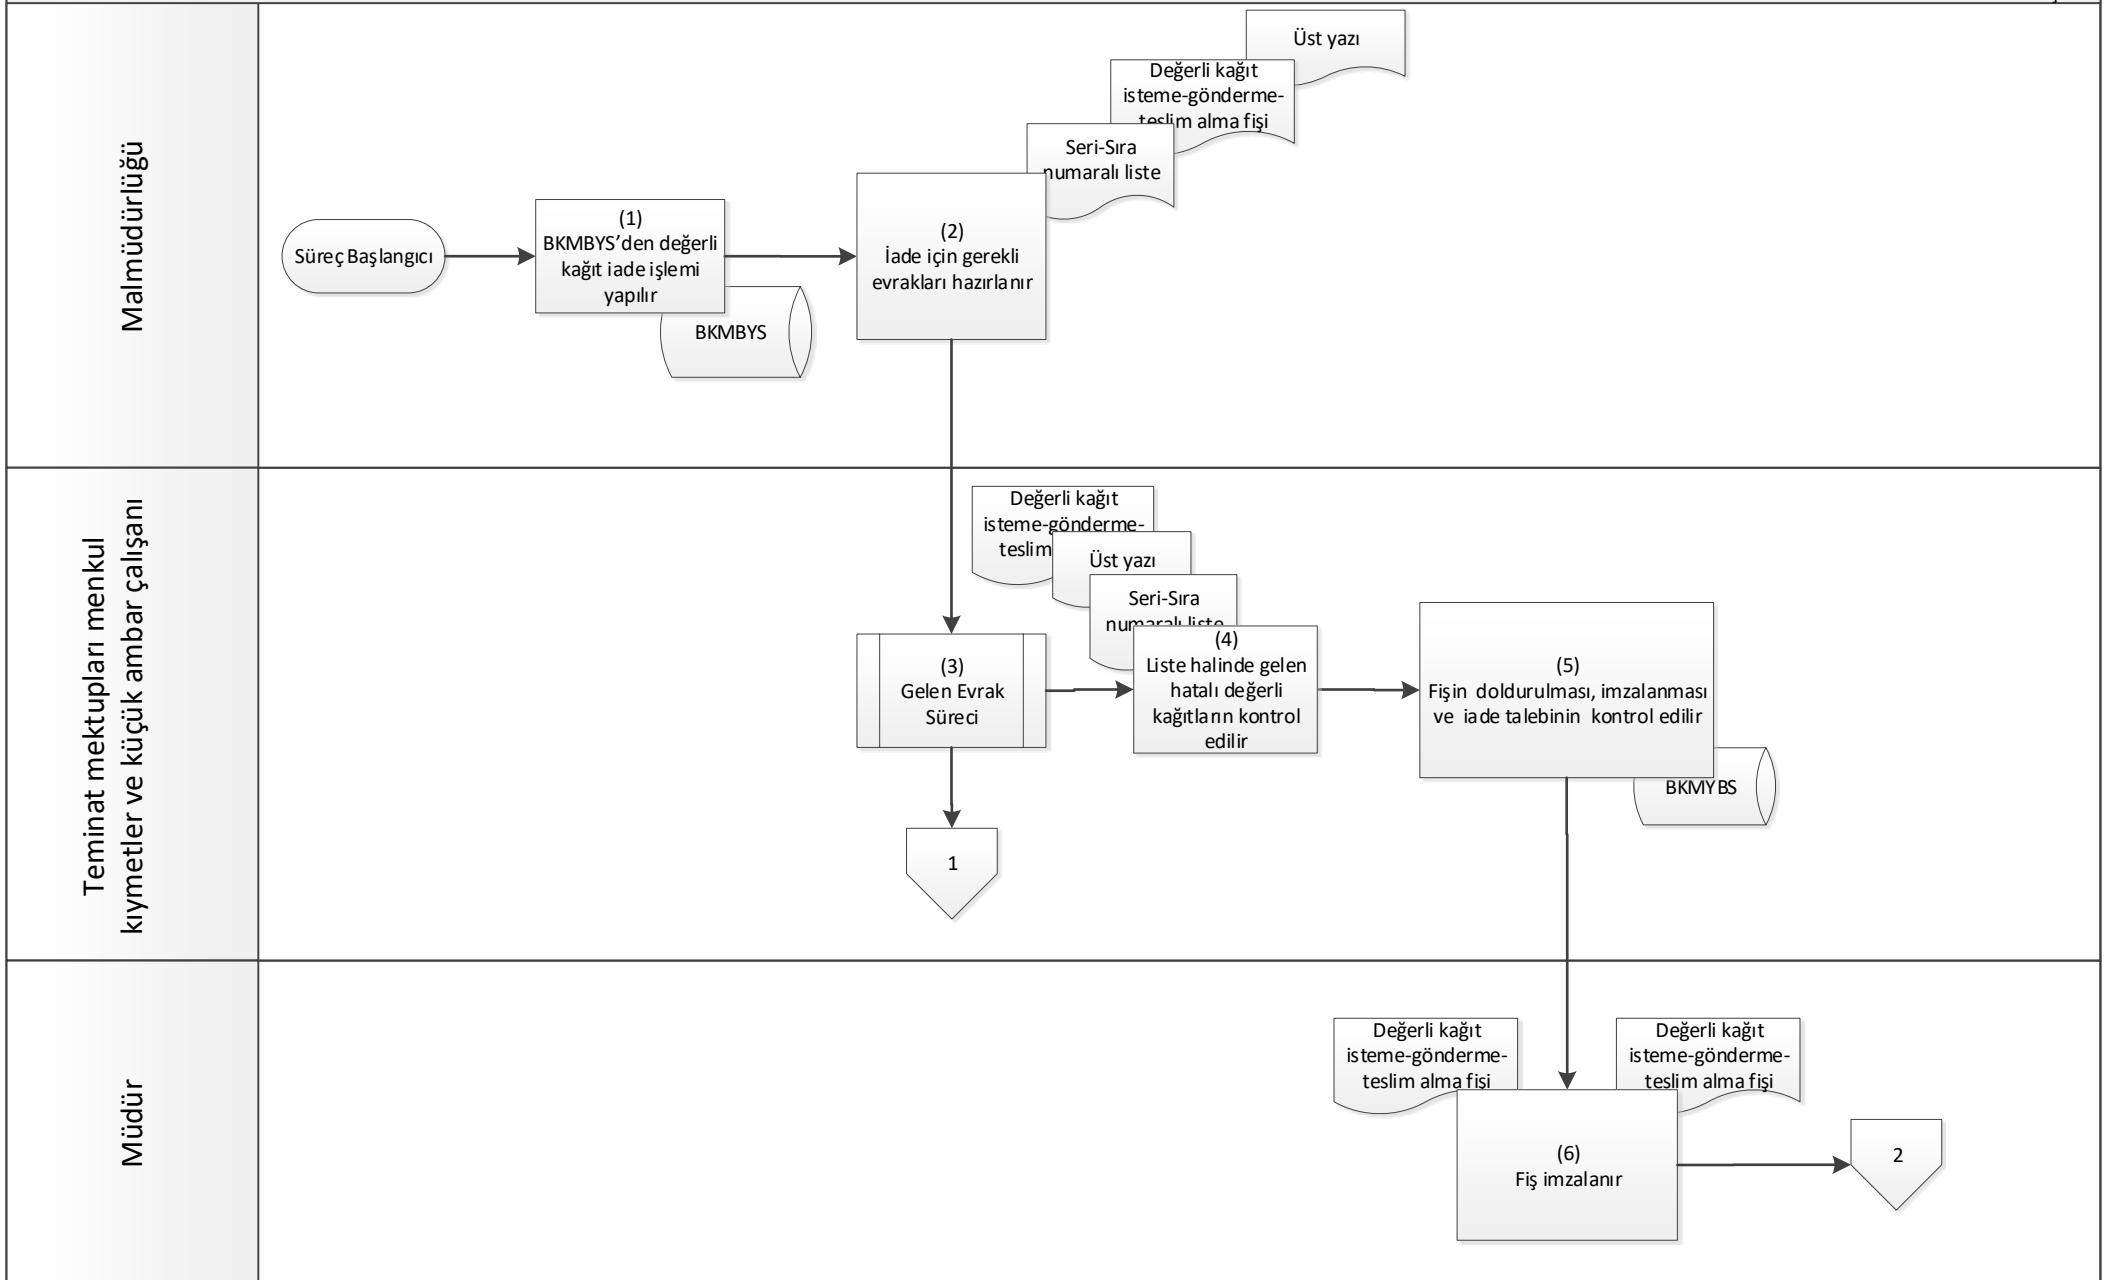 Malmüdürlüğü
Üst yazı
Değerli kağıt
isteme-gönderme-
teslim alma fişi
Seri-Sıra
numaralı liste
Süreç Başlangıcı
(1)
BKMBYS’den değerli
kağıt iade işlemi
yapılır
BKMBYS
(2)
İade için gerekli
evrakları hazırlanır
Teminat mektupları menkul
kıymetler ve küçük ambar çalışanı
Değerli kağıt
isteme-gönderme-
teslim
Üst yazı
Seri-Sıra
numaralı liste
(3)
Gelen Evrak
Süreci
(4)
Liste halinde gelen
hatalı değerli
kağıtların kontrol
edilir
(5)
Fişin doldurulması, imzalanması
ve iade talebinin kontrol edilir
BKMYBS
1
Müdür
Değerli kağıt
isteme-gönderme-
teslim alma fişi
Değerli kağıt
isteme-gönderme-
teslim alma fişi
(6)
Fiş imzalanır
2